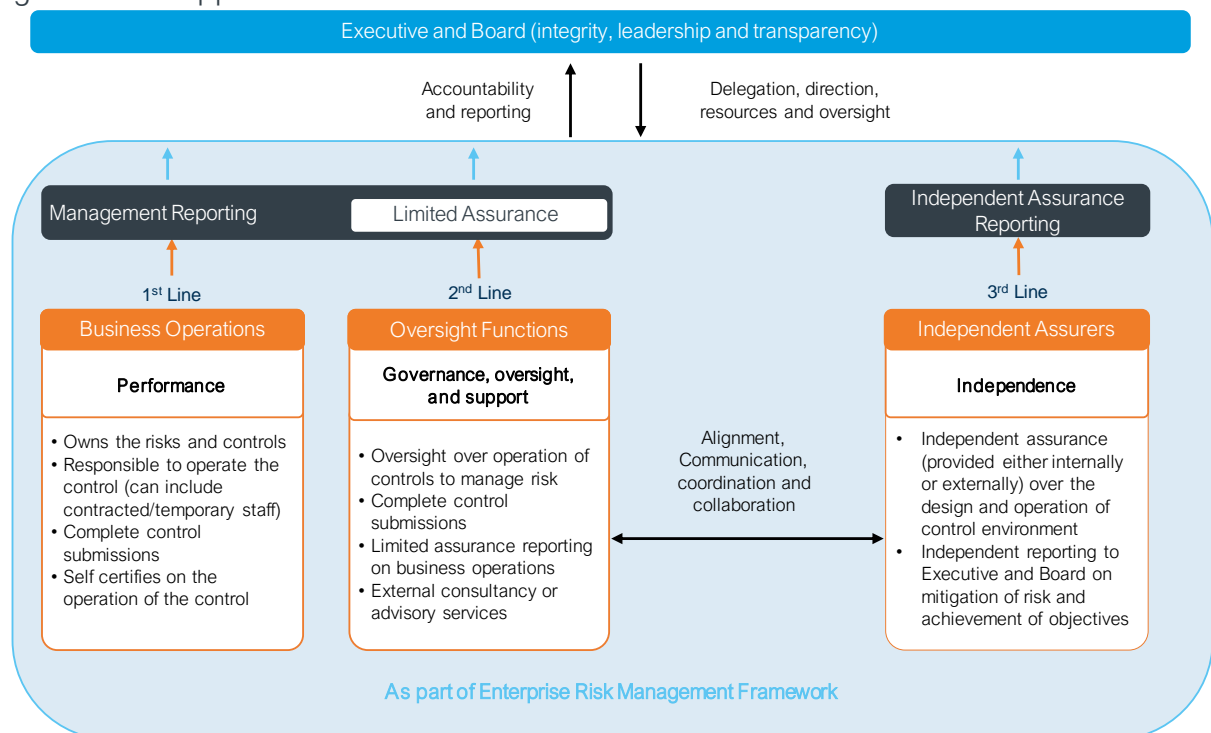 Executive and Board (integrity, leadership and transparency)
Accountability
and reporting
Delegation, direction,
resources and oversight
Management Reporting
Limited Assurance
Independent Assurance
Reporting
1st Line
2nd Line
3rd Line
Business Operations
Performance
• Owns the risks and controls
• Responsible to operate the
control (can include
contracted/temporary staff)
• Complete control
submissions
• Self certifies on the
operation of the control
Oversight Functions
Governance, oversight,
and support
• Oversight over operation of
controls to manage risk
• Complete control
submissions
• Limited assurance reporting
on business operations
• External consultancy or
advisory services
Alignment,
Communication,
coordination and
collaboration
Independent Assurers
Independence
• Independent assurance
(provided either internally
or externally) over the
design and operation of
control environment
• Independent reporting to
Executive and Board on
mitigation of risk and
achievement of objectives
As part of Enterprise Risk Management Framework